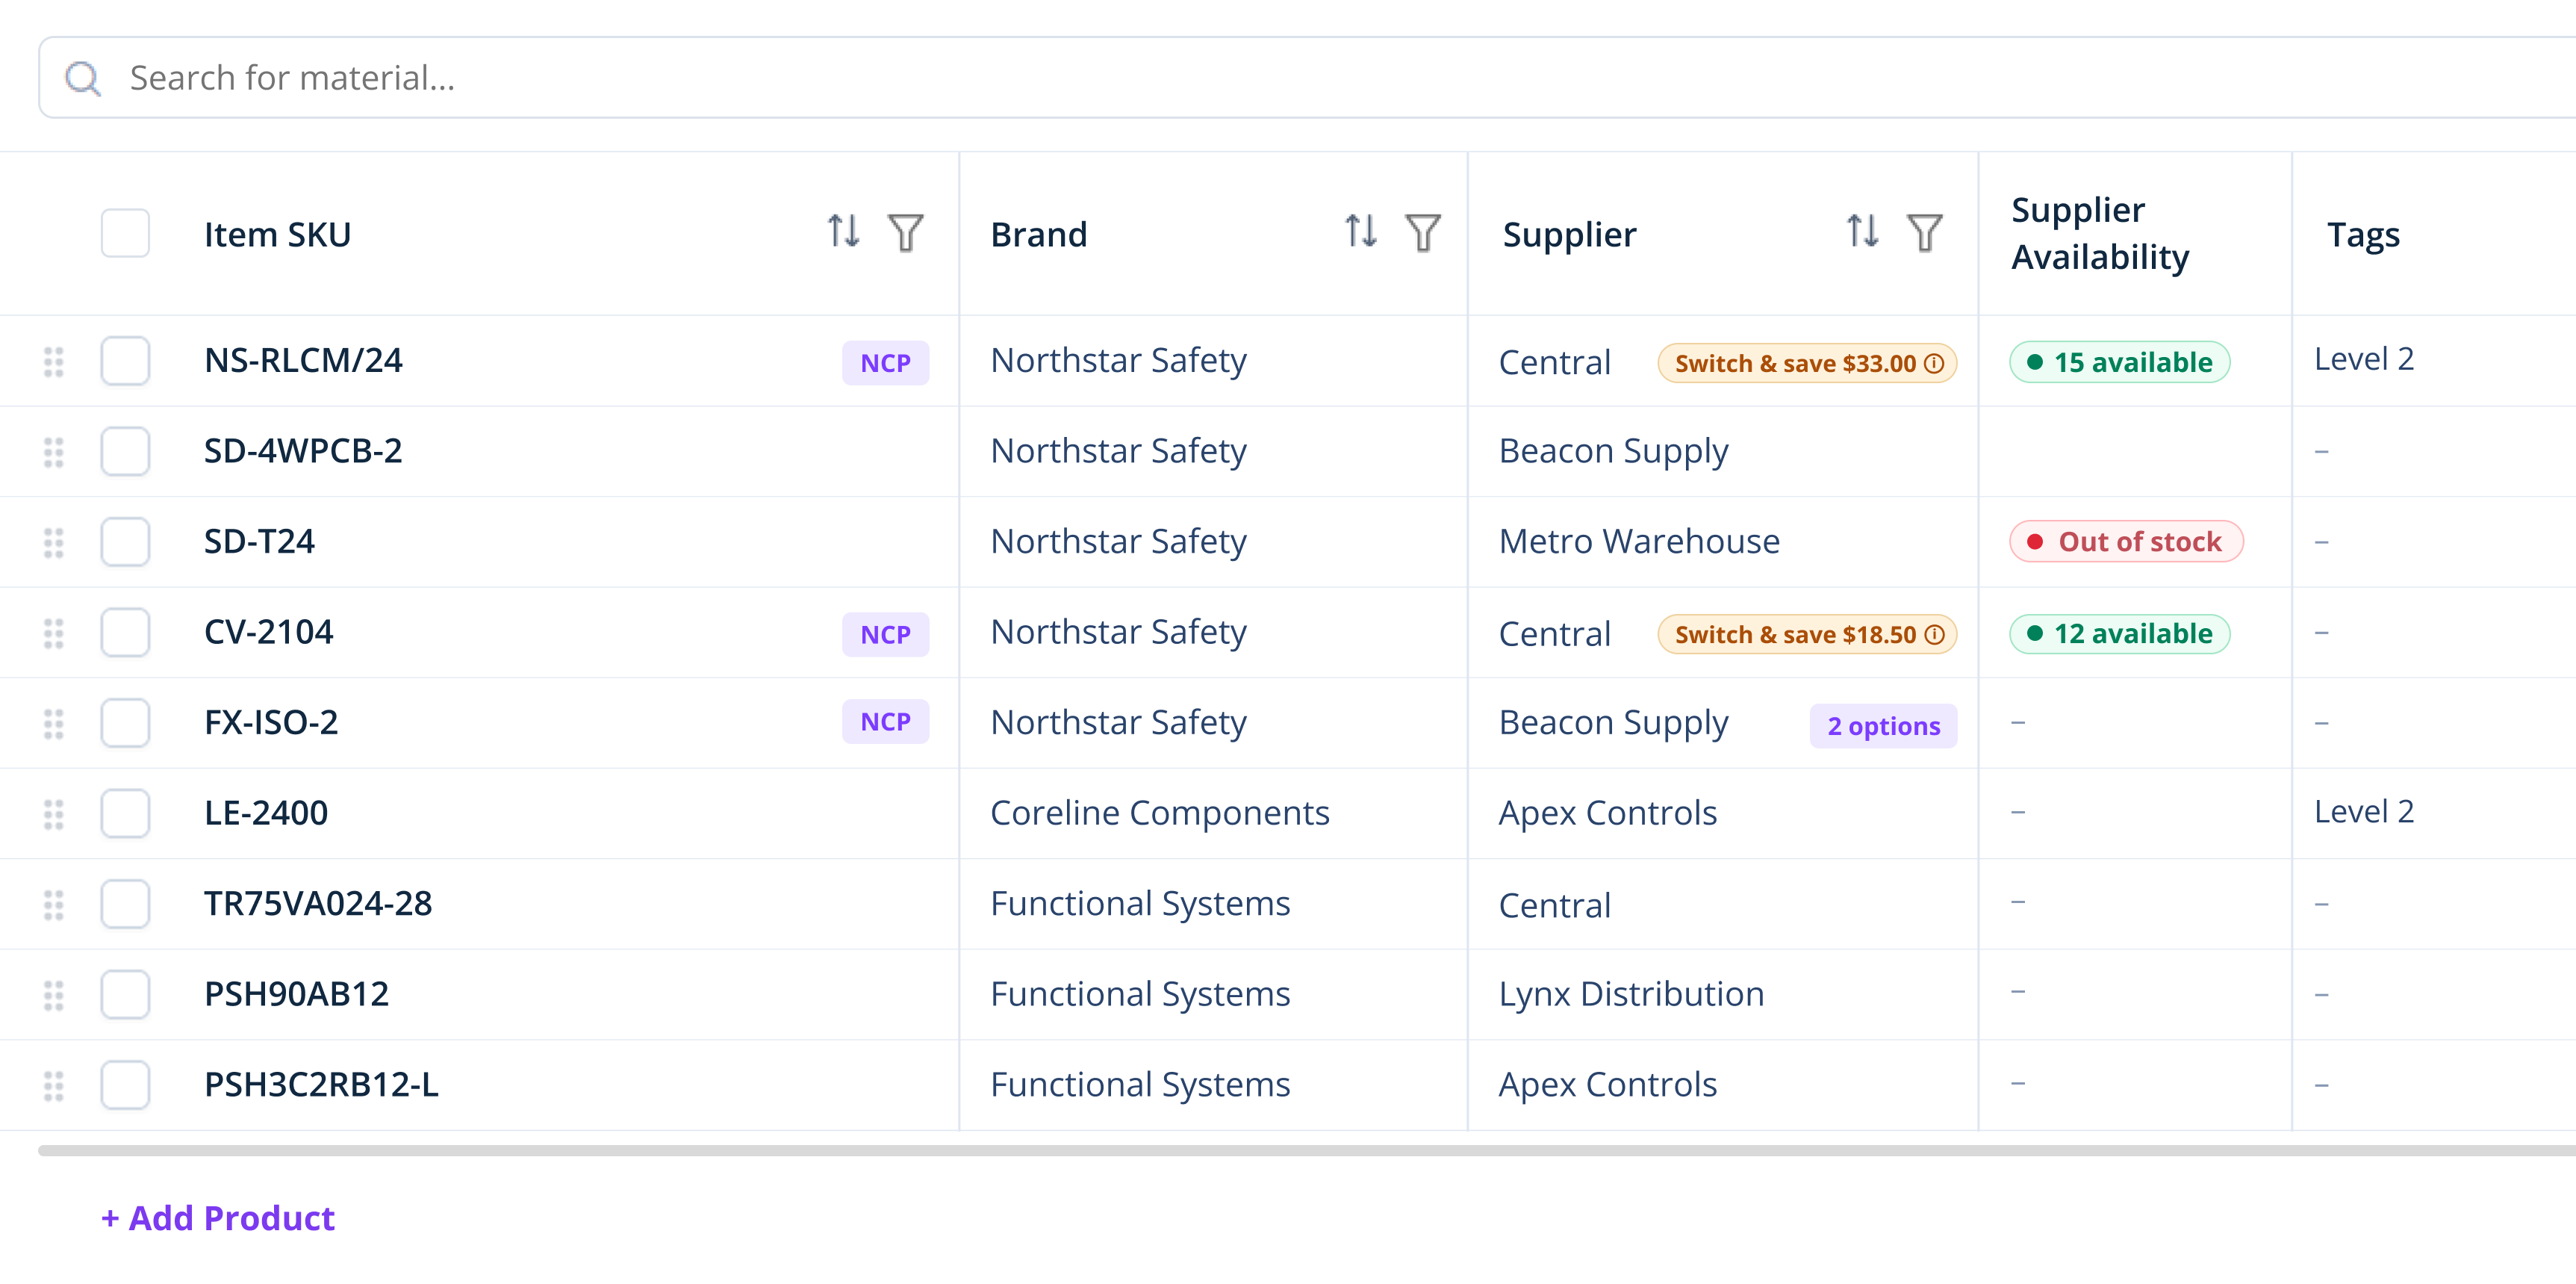 Search for material...
Item SKU Brand Supplier Supplier Availability Tags
NS-RLCM/24 NCP Northstar Safety Central Switch & save $33.00 15 available Level 2
SD-4WPCB-2 Northstar Safety Beacon Supply –
SD-T24 Northstar Safety Metro Warehouse Out of stock –
CV-2104 NCP Northstar Safety Central Switch & save $18.50 12 available –
FX-ISO-2 NCP Northstar Safety Beacon Supply 2 options – –
LE-2400 Coreline Components Apex Controls – Level 2
TR75VA024-28 Functional Systems Central – –
PSH90AB12 Functional Systems Lynx Distribution – –
PSH3C2RB12-L Functional Systems Apex Controls – –
+ Add Product